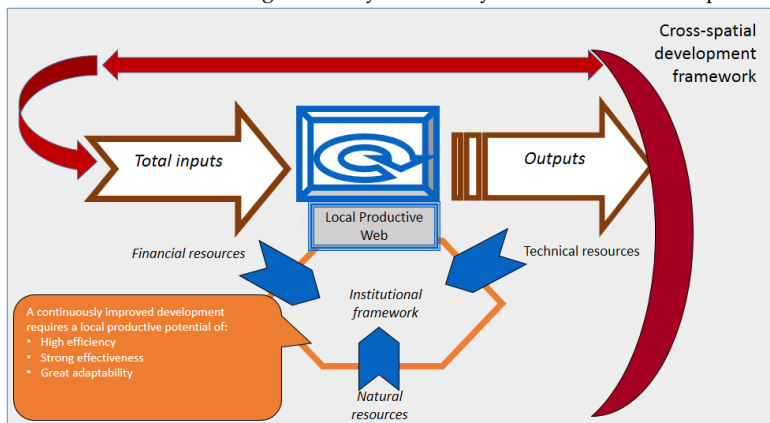 Cross-spatial
development
framework
Total inputs
Outputs
Local Productive
Web
Financial resources
Technical resources
Institutional
framework
A continuously improved development
requires a local productive potential of:
• High efficiency
• Strong effectiveness
• Great adaptability
Natural
resources